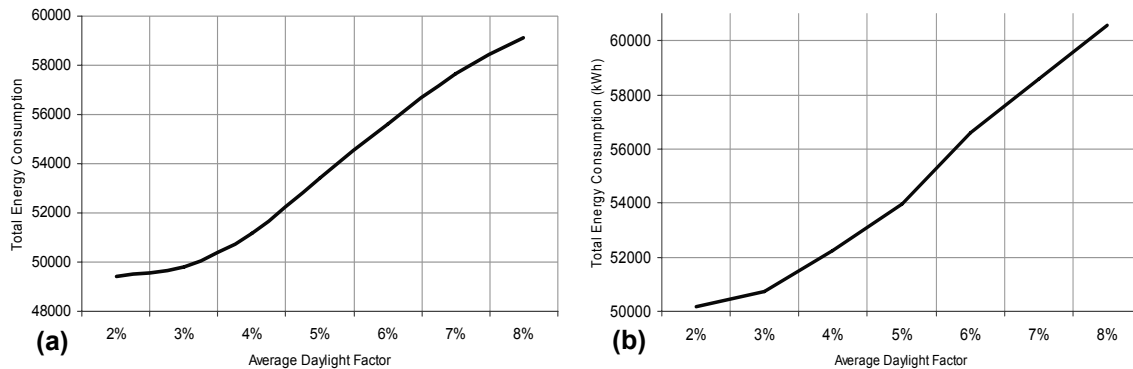 60000
58000
56000
54000
52000
50000
48000
Total Energy Consumption
2% 3% 4% 5% 6% 7% 8%
Average Daylight Factor
(a)
60000
58000
56000
54000
52000
50000
Total Energy Consumption (kWh)
2% 3% 4% 5% 6% 7% 8%
Average Daylight Factor
(b)